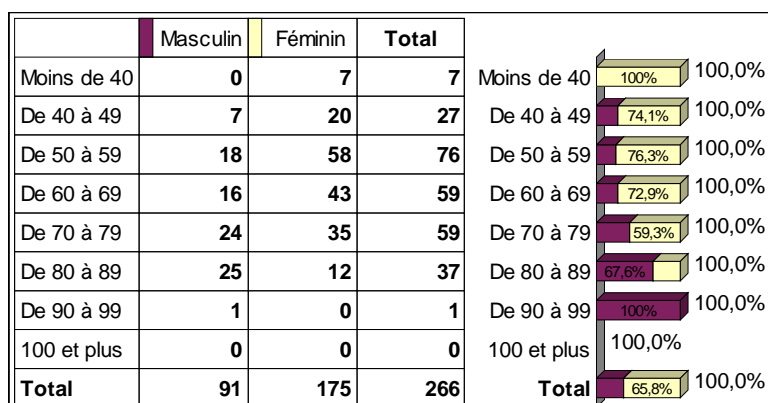 Masculin Féminin Total
Moins de 40 0 7 7 Moins de 40 100% 100,0%
De 40 à 49 7 20 27 De 40 à 49 74,1% 100,0%
De 50 à 59 18 58 76 De 50 à 59 76,3% 100,0%
De 60 à 69 16 43 59 De 60 à 69 72,9% 100,0%
De 70 à 79 24 35 59 De 70 à 79 59,3% 100,0%
De 80 à 89 25 12 37 De 80 à 89 67,6% 100,0%
De 90 à 99 1 0 1 De 90 à 99 100% 100,0%
100 et plus 0 0 0 100 et plus 100,0%
Total 91 175 266 Total 65,8% 100,0%